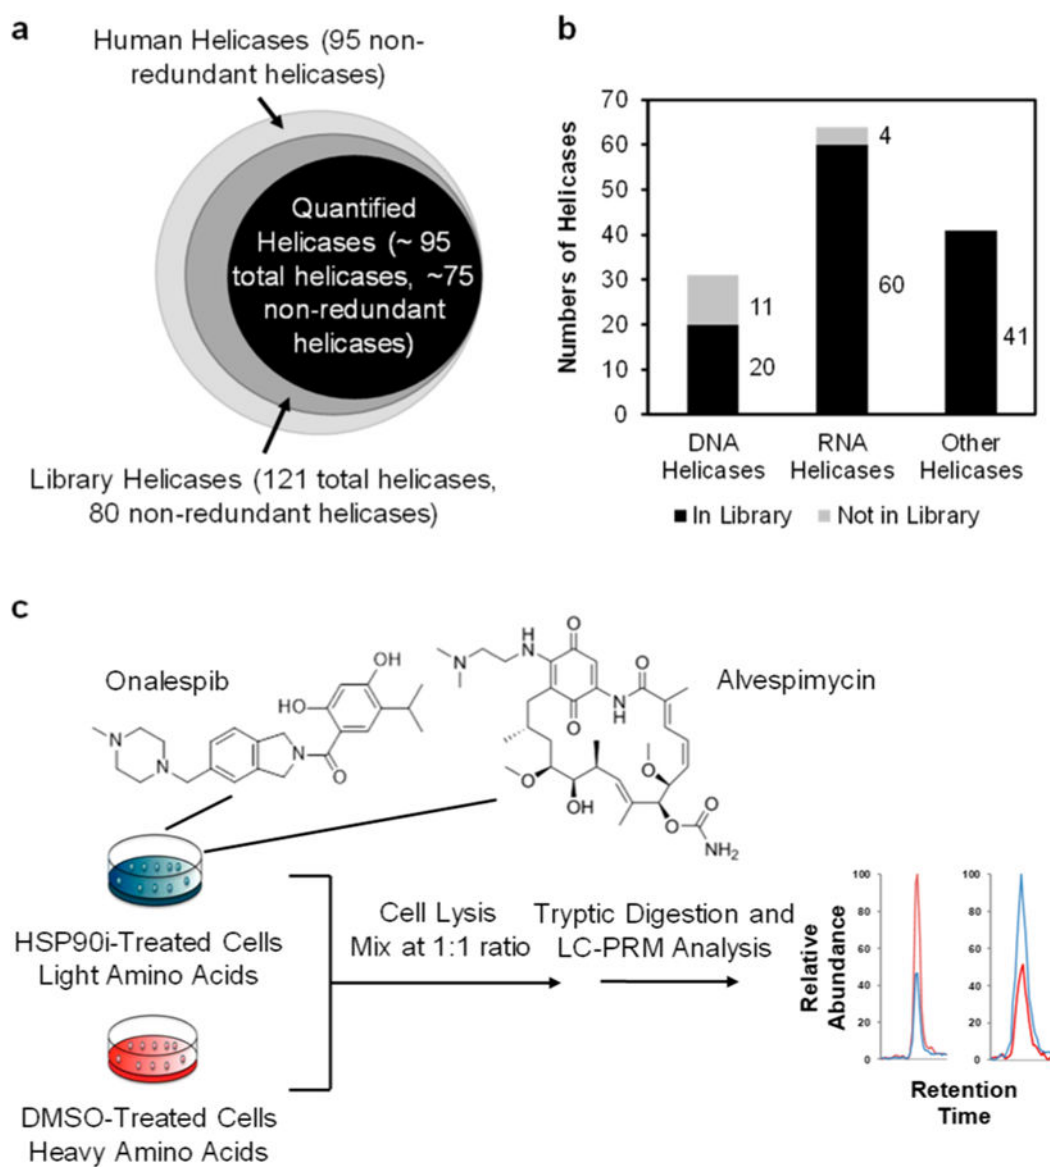 a
Human Helicases (95 non-
redundant helicases)
Quantified
Helicases (~ 95
total helicases, ~75
non-redundant
helicases)
Library Helicases (121 total helicases,
80 non-redundant helicases)
b
Numbers of Helicases
70
60
50
40
30
20
10
0
11
20
4
60
41
DNA
Helicases
RNA
Helicases
Other
Helicases
In Library
Not in Library
c
Onalespib
OH
HO
N
N
N
O
Alvespimycin
H
N
N
O
O
O
N
H
O
O
OH
O
O
O
NH2
HSP90i-Treated Cells
Light Amino Acids
DMSO-Treated Cells
Heavy Amino Acids
Cell Lysis
Mix at 1:1 ratio
Tryptic Digestion and
LC-PRM Analysis
Relative
Abundance
100
80
60
40
20
0
100
80
60
40
20
0
Retention
Time